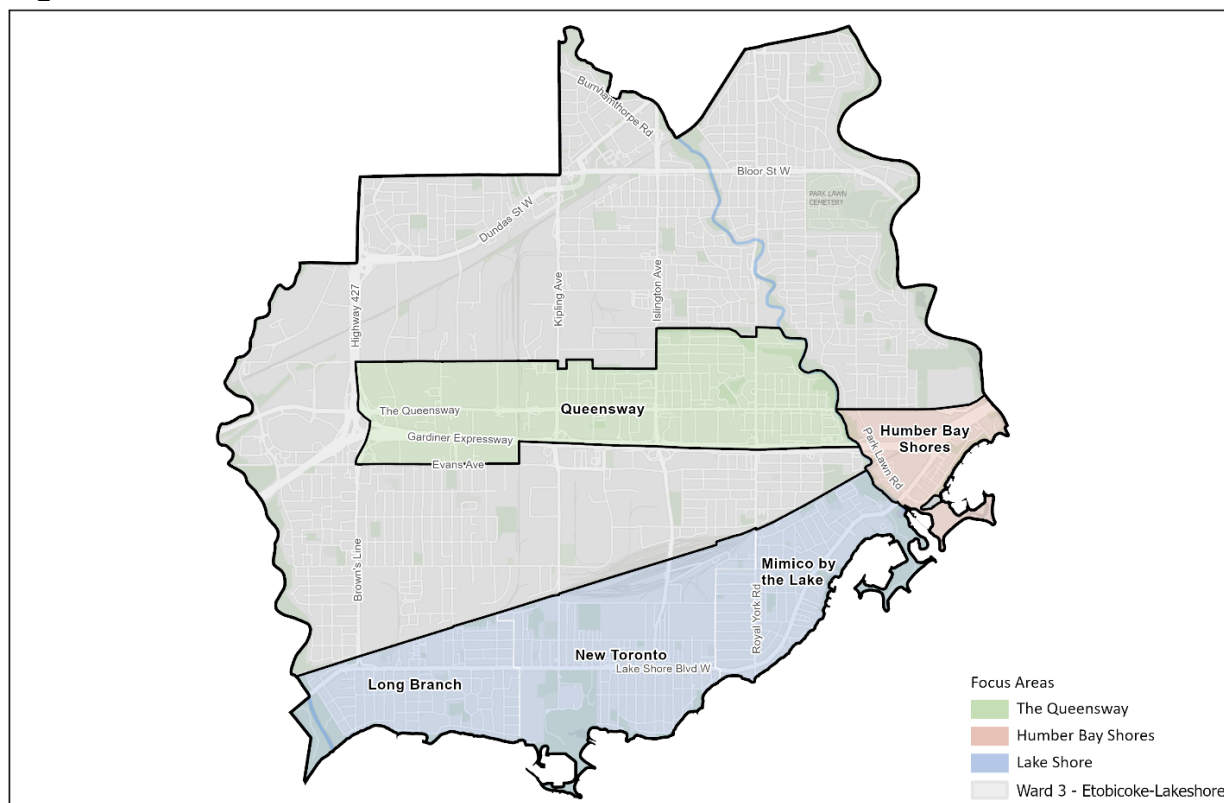 Burnhamthorpe Rd
Bloor St W
PARK LAWN
CEMETERY
Dundas St W
Highway 427
Kipling Ave
Islington Ave
The Queensway
Queensway
Gardiner Expressway
Evans Ave
Humber Bay
Shores
Park Lawn Rd
Brown's Line
Mimico by
the Lake
Royal York Rd
New Toronto
Lake Shore Blvd W
Long Branch
Focus Areas
The Queensway
Humber Bay Shores
Lake Shore
Ward 3 - Etobicoke-Lakeshore